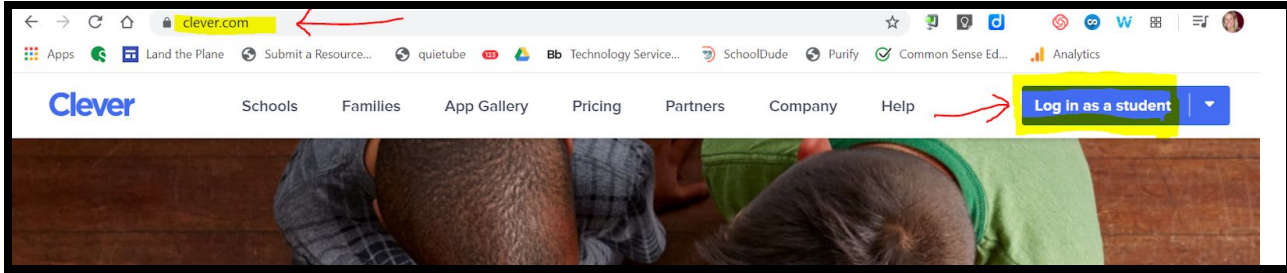 clever.com
Apps Land the Plane Submit a Resource... quietube 123 Bb Technology Service... SchoolDude Purify Common Sense Ed... Analytics
Clever Schools Families App Gallery Pricing Partners Company Help Log in as a student